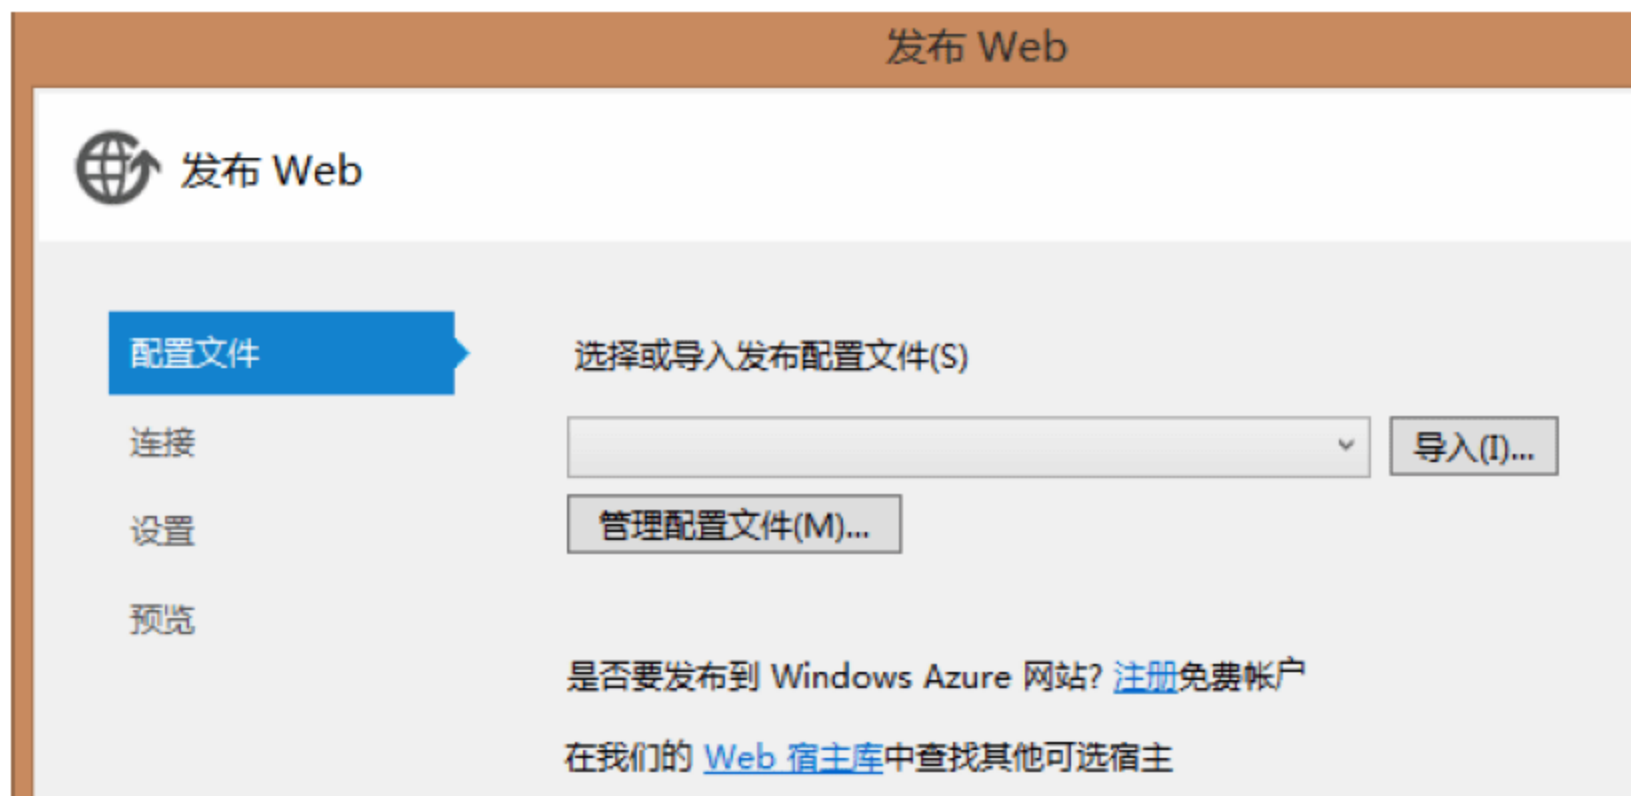 发布 Web
发布 Web
配置文件
选择或导入发布配置文件(S)
连接
导入(I)...
设置
管理配置文件(M)...
预览
是否要发布到 Windows Azure 网站? 注册免费帐户
在我们的 Web 宿主库中查找其他可选宿主